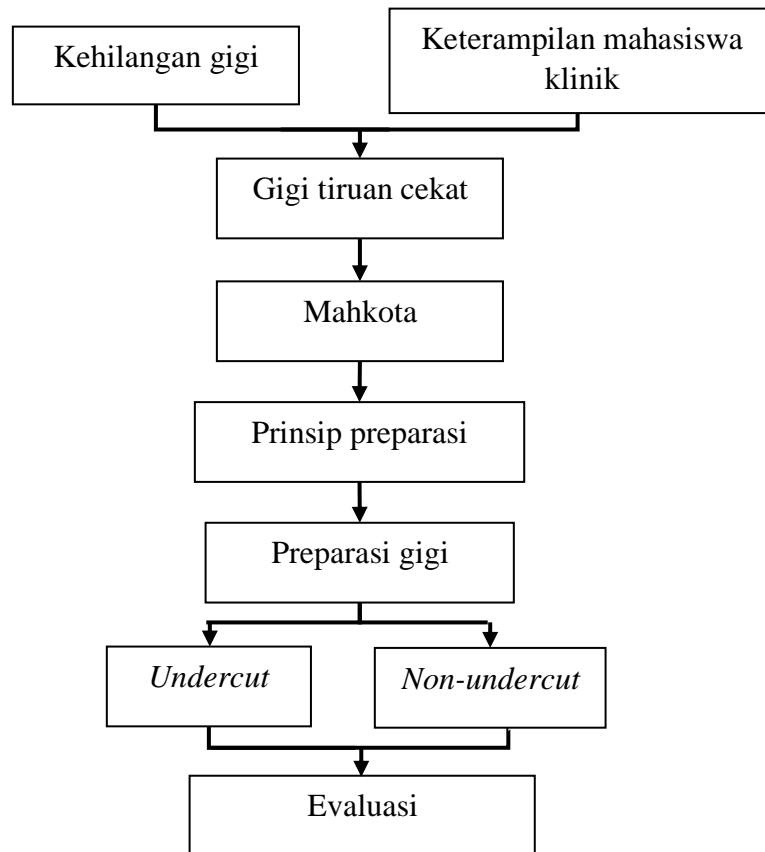 Kehilangan gigi
Keterampilan mahasiswa
klinik
Gigi tiruan cekat
Mahkota
Prinsip preparasi
Preparasi gigi
Undercut
Non-undercut
Evaluasi